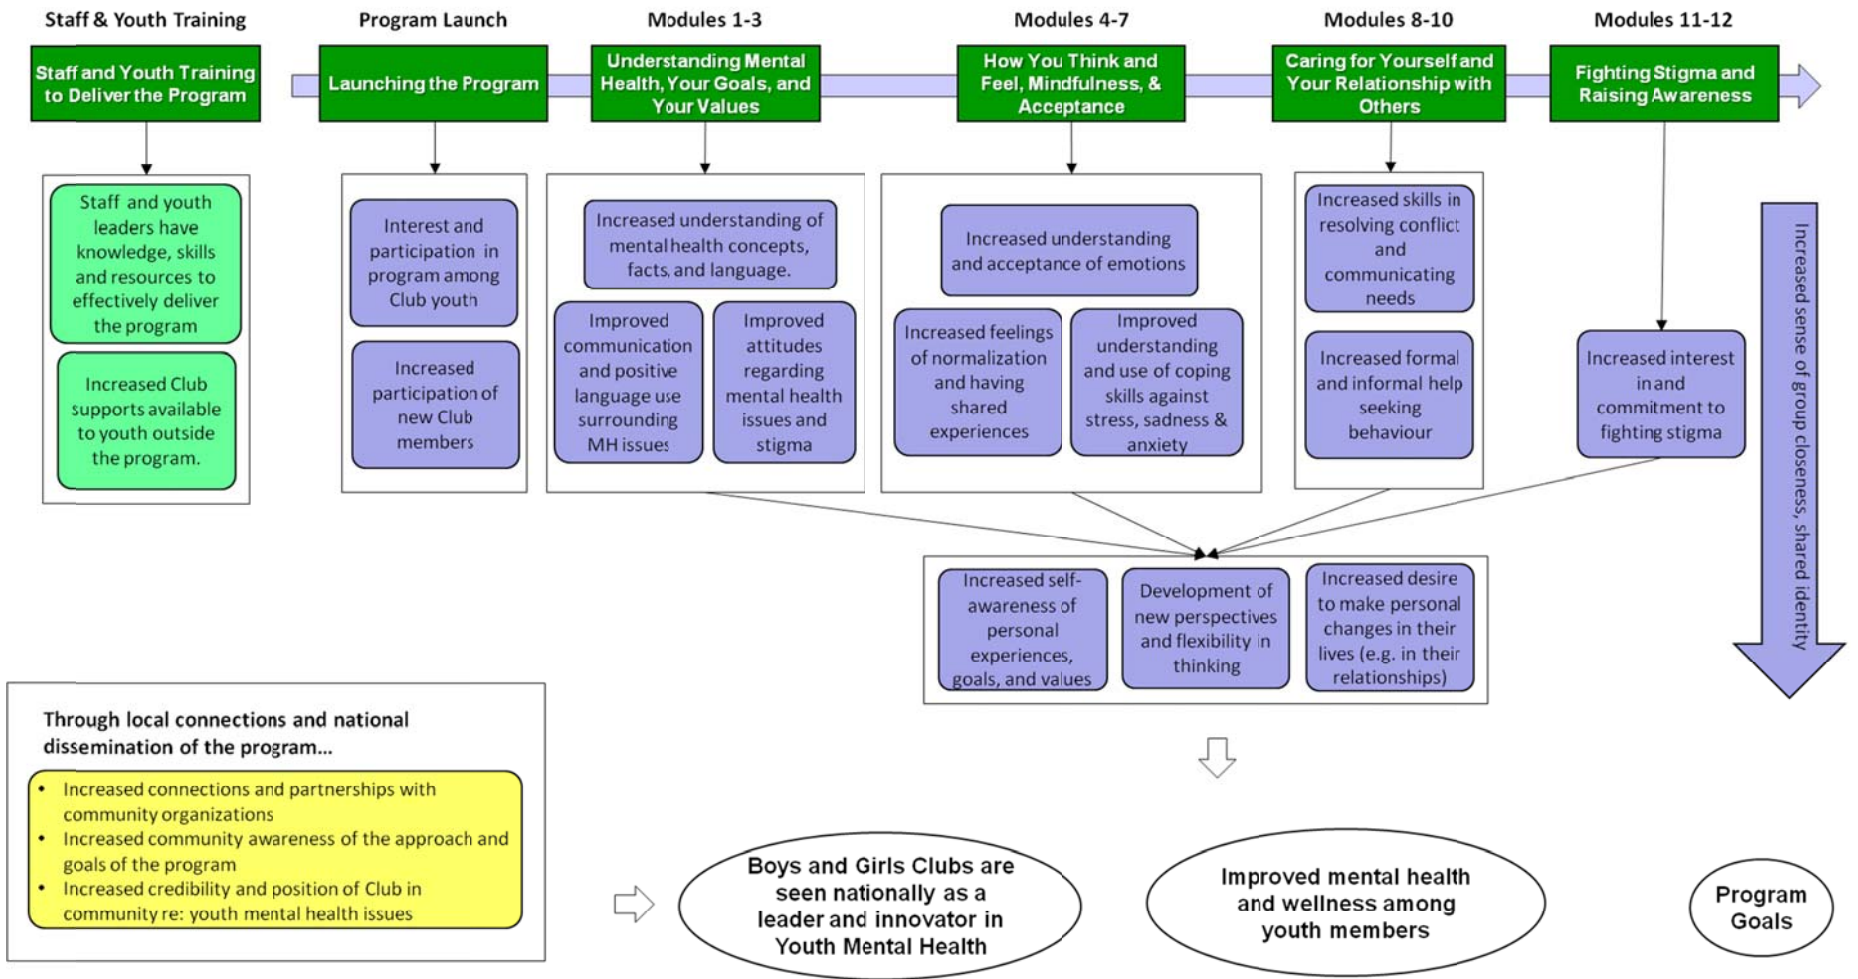 Staff & Youth Training
Program Launch
Modules 1-3
Modules 4-7
Modules 8-10
Modules 11-12
Staff and Youth Training
to Deliver the Program
Launching the Program
Understanding Mental
Health, Your Goals, and
Your Values
How You Think and
Feel, Mindfulness, &
Acceptance
Caring for Yourself and
Your Relationship with
Others
Fighting Stigma and
Raising Awareness
Staff and youth
leaders have
knowledge, skills
and resources to
effectively deliver
the program
Increased Club
supports available
to youth outside
the program.
Interest and
participation in
program among
Club youth
Increased
participation of
new Club
members
Increased understanding of
mental health concepts,
facts, and language.
Improved
communication
and positive
language use
surrounding
MH issues
Improved
attitudes
regarding
mental health
issues and
stigma
Increased understanding
and acceptance of emotions
Increased feelings
of normalization
and having
shared
experiences
Improved
understanding
and use of coping
skills against
stress, sadness &
anxiety
Increased skills in
resolving conflict
and
communicating
needs
Increased formal
and informal help
seeking
behaviour
Increased interest
in and
commitment to
fighting stigma
Increased sense of group closeness, shared identity
Increased self-
awareness of
personal
experiences,
goals, and values
Development of
new perspectives
and flexibility in
thinking
Increased desire
to make personal
changes in their
lives (e.g. in their
relationships)
Through local connections and national
dissemination of the program...
• Increased connections and partnerships with
community organizations
• Increased community awareness of the approach and
goals of the program
• Increased credibility and position of Club in
community re: youth mental health issues
Boys and Girls Clubs are
seen nationally as a
leader and innovator in
Youth Mental Health
Improved mental health
and wellness among
youth members
Program
Goals